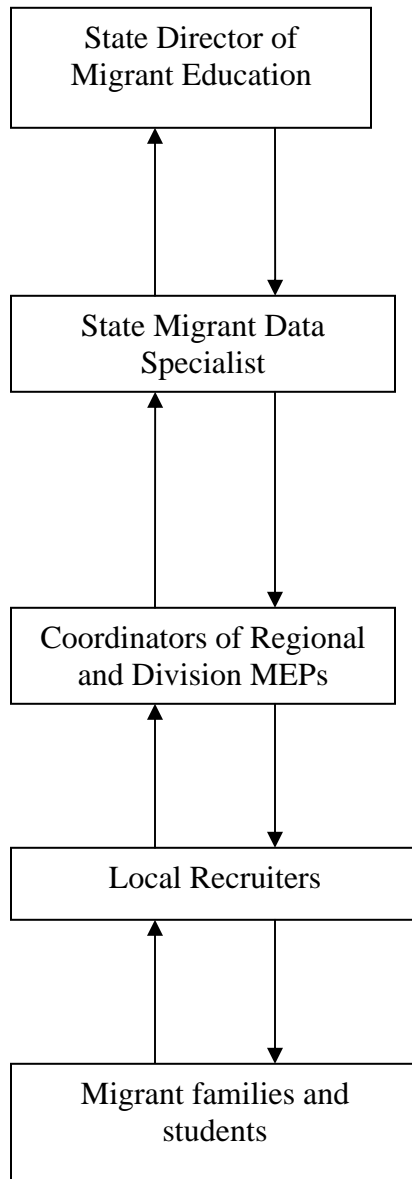 State Director of
Migrant Education
State Migrant Data
Specialist
Coordinators of Regional
and Division MEPs
Local Recruiters
Migrant families and
students